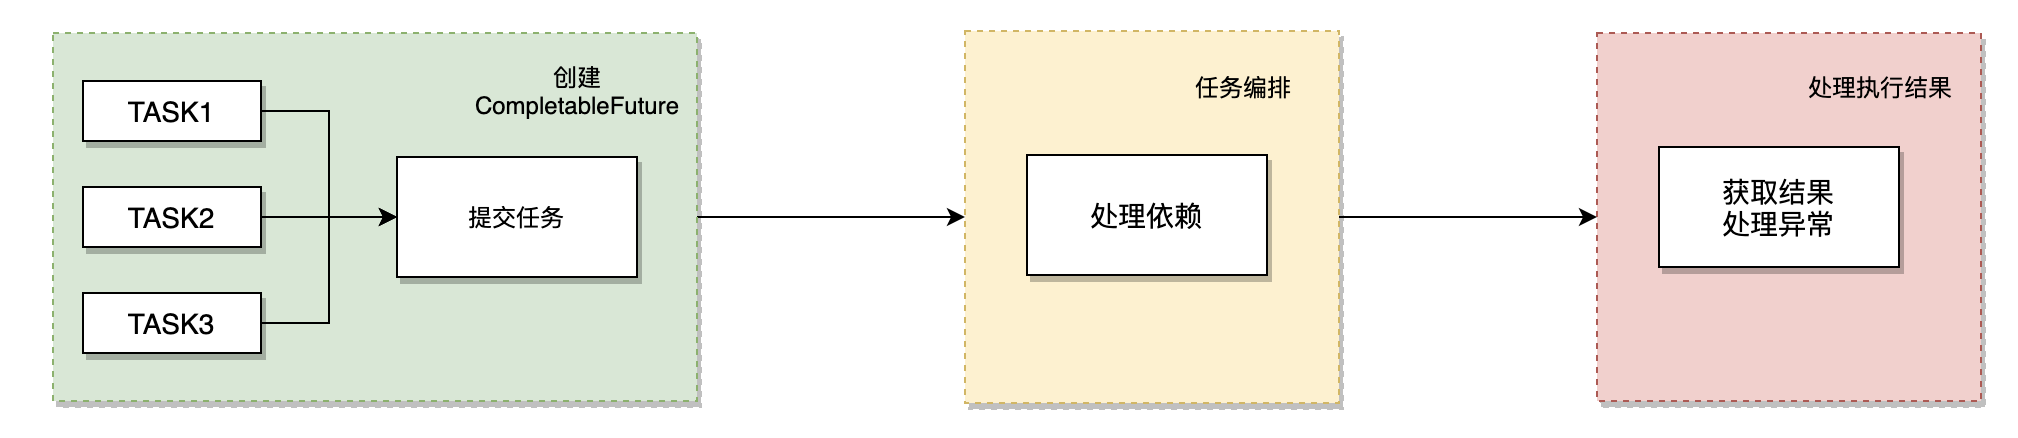 创建
CompletableFuture
TASK1
TASK2
TASK3
提交任务
任务编排
处理依赖
处理执行结果
获取结果
处理异常